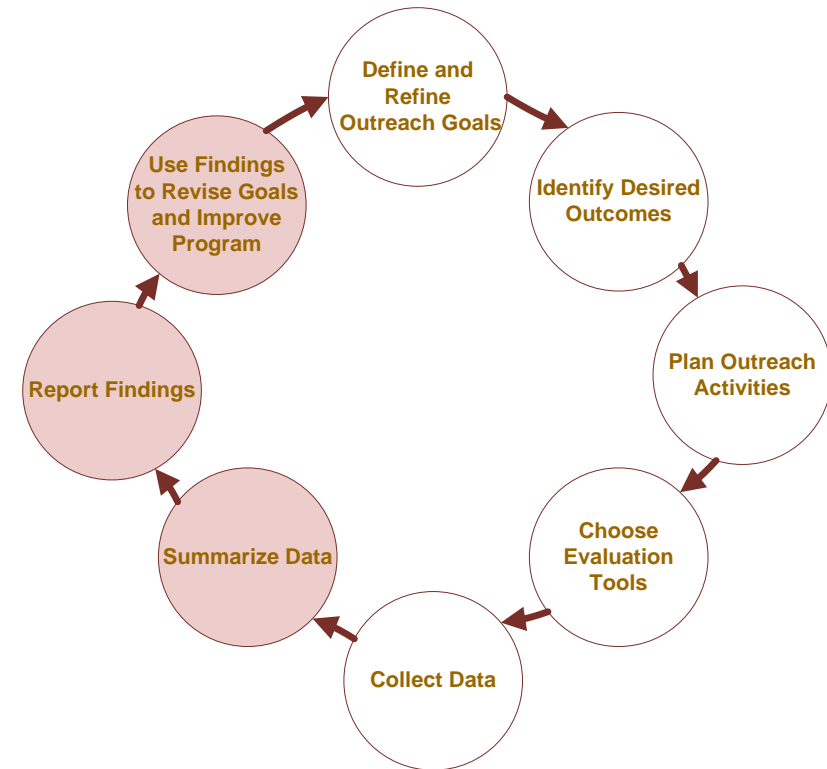 Define and
Refine
Outreach Goals
Identify Desired
Outcomes
Plan Outreach
Activities
Choose
Evaluation
Tools
Collect Data
Summarize Data
Report Findings
Use Findings
to Revise Goals
and Improve
Program